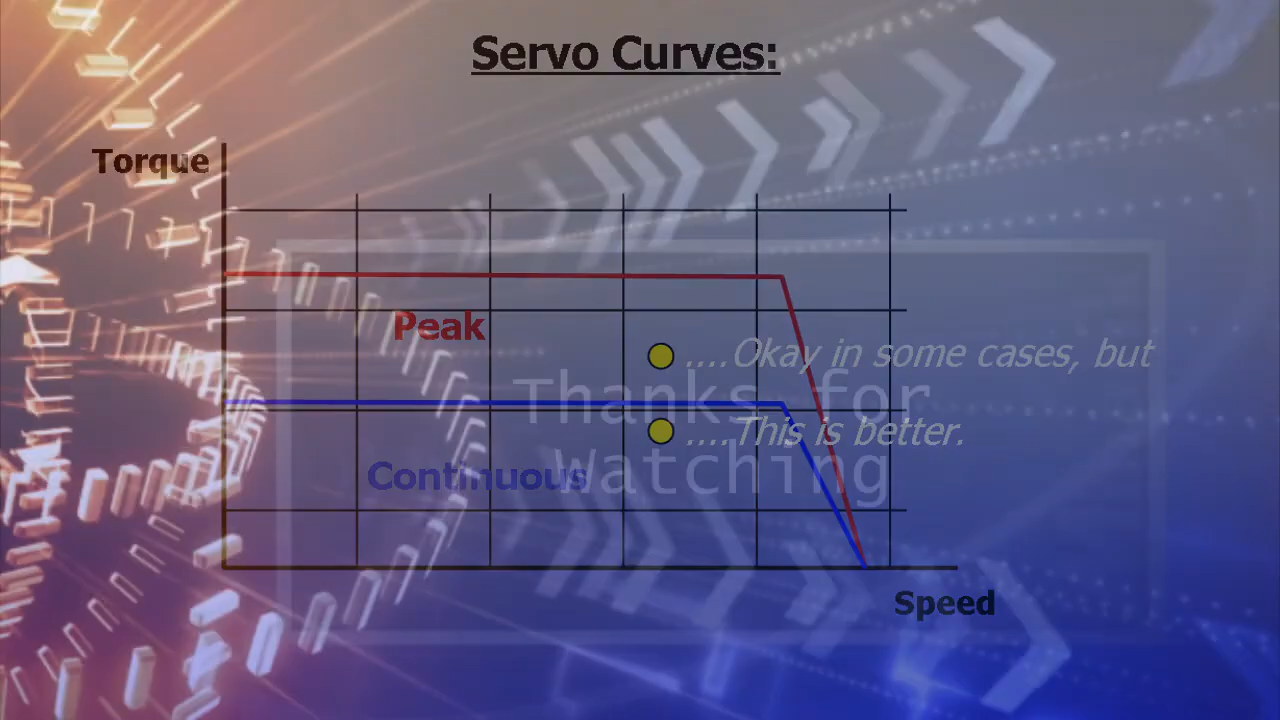 Servo Curves:
Torque
Peak
....Okay in some cases, but
Thanks for
....This is better.
Watching
Continuous
Speed